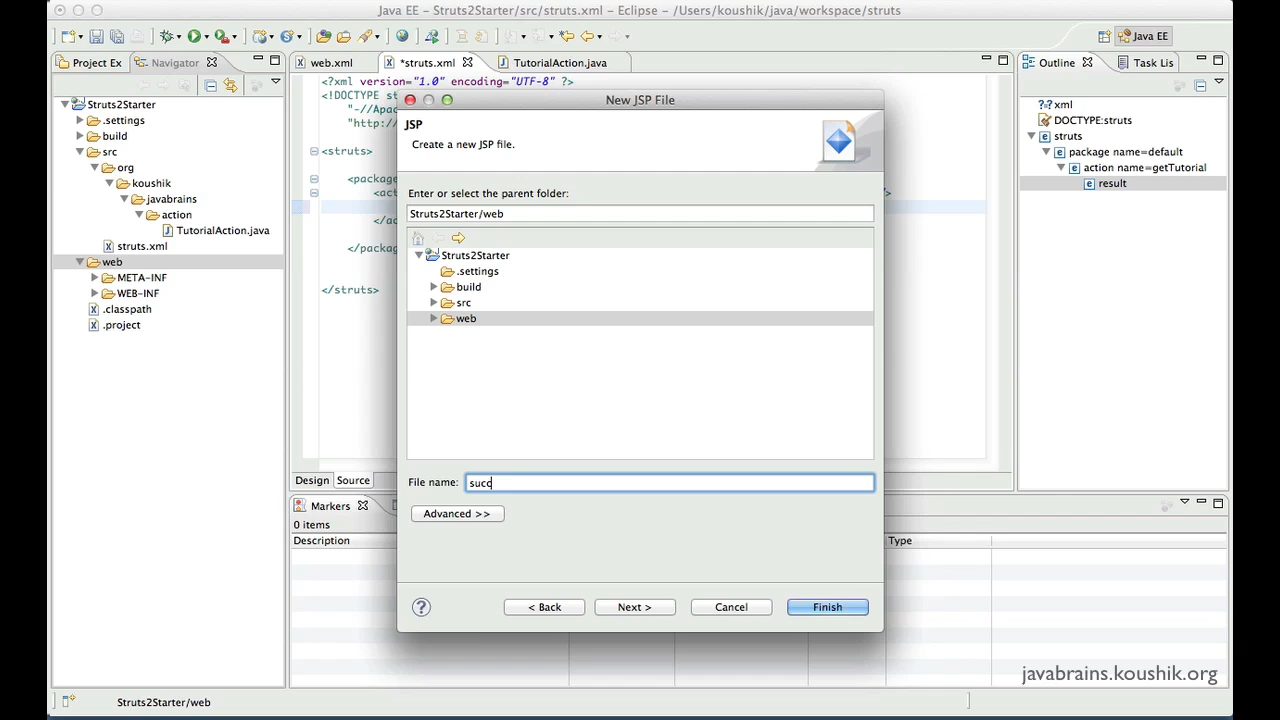 Java EE - Struts2Starter/src/struts.xml - Eclipse - /Users/koushik/java/workspace/struts
Java EE
Project Ex
Navigator
web.xml
*struts.xml
TutorialAction.java
Outline
Task Lis
Struts2Starter
.settings
build
src
org
koushik
javabrains
action
TutorialAction.java
struts.xml
web
META-INF
WEB-INF
.classpath
.project
<?xml version="1.0" encoding="UTF-8" ?>
<!DOCTYPE st
"-//Apac
"http:/
<struts>
<package
<act
">
</ac
</packa
</struts>
Design
Source
New JSP File
JSP
Create a new JSP file.
Enter or select the parent folder:
Struts2Starter/web
Struts2Starter
.settings
build
src
web
File name:
succ
Advanced >>
?
< Back
Next >
Cancel
Finish
?=? xml
DOCTYPE:struts
struts
package name=default
action name=getTutorial
result
Markers
0 items
Description
Type
javabrains.koushik.org
Struts2Starter/web